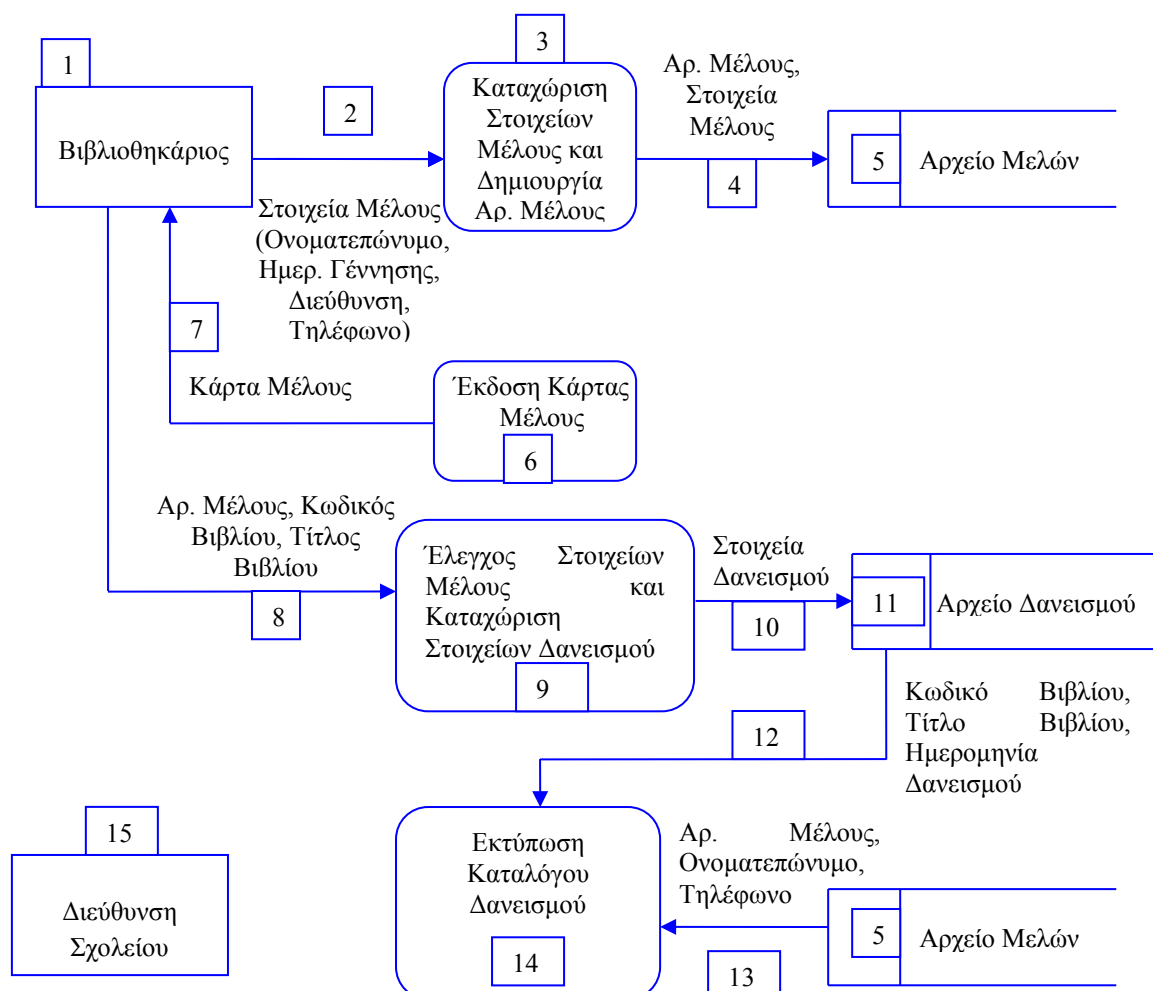 1
Βιβλιοθηκάριος
2
Στοιχεία Μέλους
(Ονοματεπώνυμο,
Ημερ. Γέννησης,
Διεύθυνση,
Τηλέφωνο)
3
Καταχώριση
Στοιχείων
Μέλους και
Δημιουργία
Αρ. Μέλους
Αρ. Μέλους,
Στοιχεία
Μέλους
4
5
Αρχείο Μελών
7
Κάρτα Μέλους
Έκδοση Κάρτας
Μέλους
6
Αρ. Μέλους, Κωδικός
Βιβλίου, Τίτλος
Βιβλίου
8
Έλεγχος Στοιχείων
Μέλους και
Καταχώριση
Στοιχείων Δανεισμού
9
Στοιχεία
Δανεισμού
10
11
Αρχείο Δανεισμού
12
Κωδικό Βιβλίου,
Τίτλο Βιβλίου,
Ημερομηνία
Δανεισμού
15
Διεύθυνση
Σχολείου
Εκτύπωση
Καταλόγου
Δανεισμού
14
Αρ. Μέλους,
Ονοματεπώνυμο,
Τηλέφωνο
13
5
Αρχείο Μελών